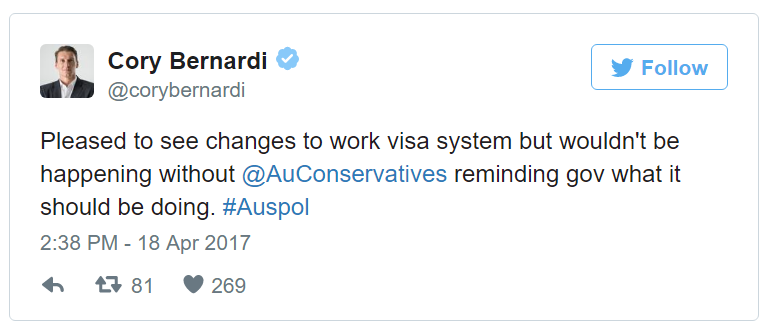 Cory Bernardi
@corybernardi
Follow
Pleased to see changes to work visa system but wouldn't be
happening without @AuConservatives reminding gov what it
should be doing. #Auspol
2:38 PM - 18 Apr 2017
81 269